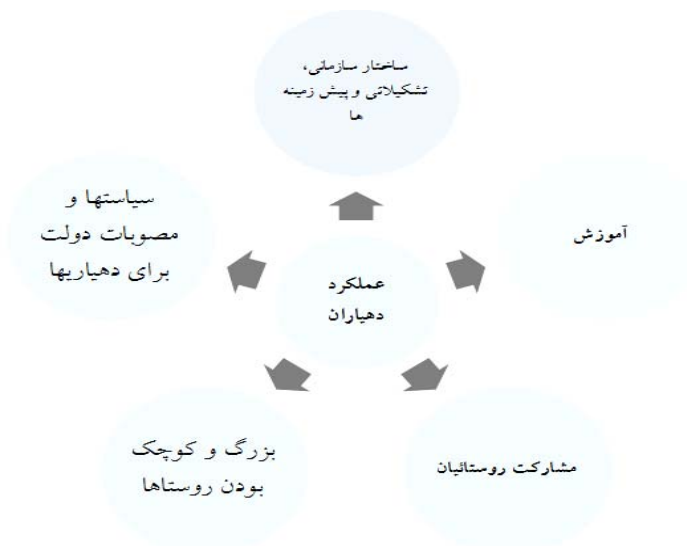 ساختار سازمانی،
تشکیلاتی و پیش زمینه
ها
آموزش
سیاستها و
مصوبات دولت
برای دهیاریها
عملکرد
دهیاران
مشارکت روستائیان
بزرگ و کوچک
بودن روستاها